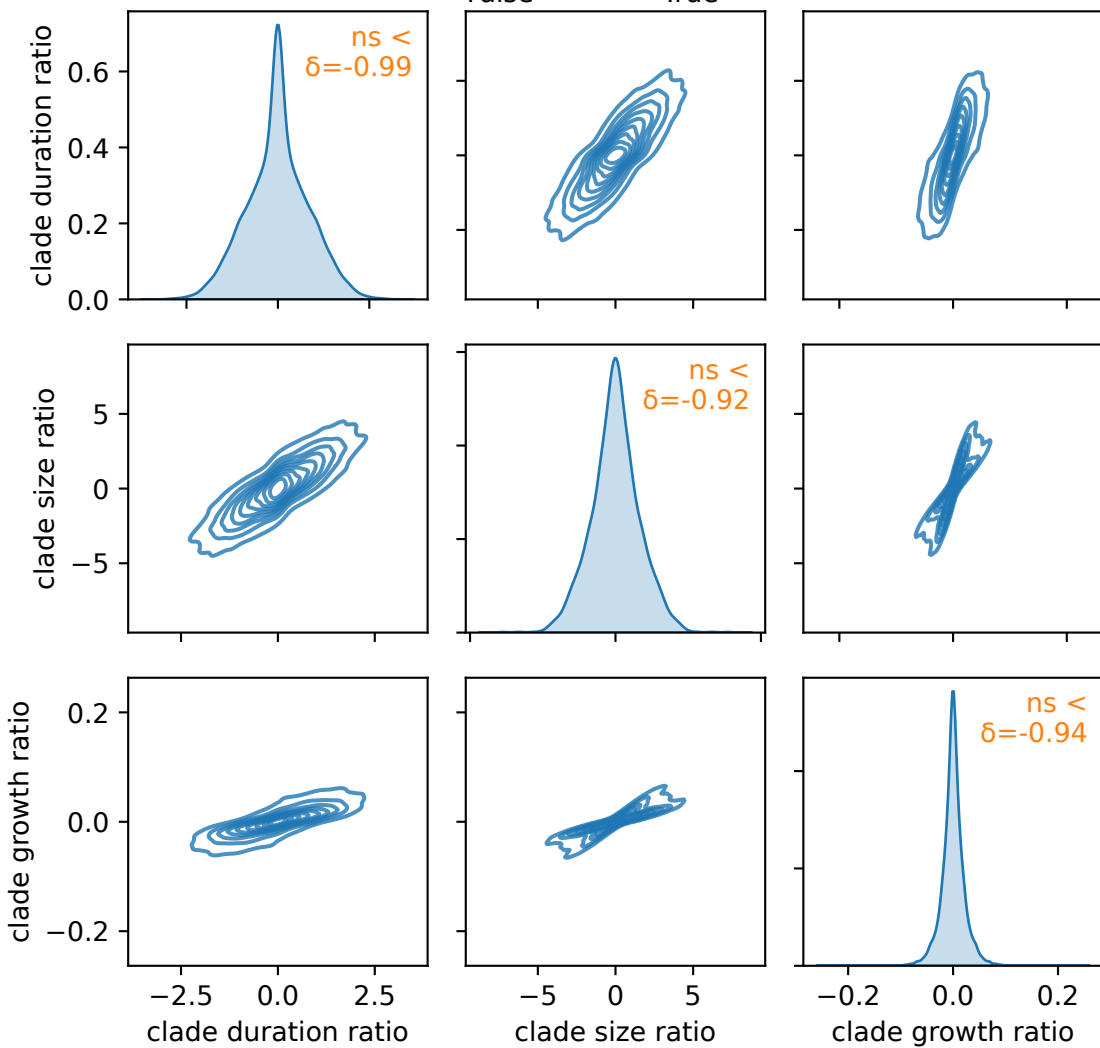 True
clade duration ratio
0.6
0.4
0.2
0.0
ns <
δ=-0.99
clade size ratio
5
0
−5
ns <
δ=-0.92
clade growth ratio
0.2
0.0
−0.2
ns <
δ=-0.94
−2.5 0.0 2.5
clade duration ratio
−5 0 5
clade size ratio
−0.2 0.0 0.2
clade growth ratio